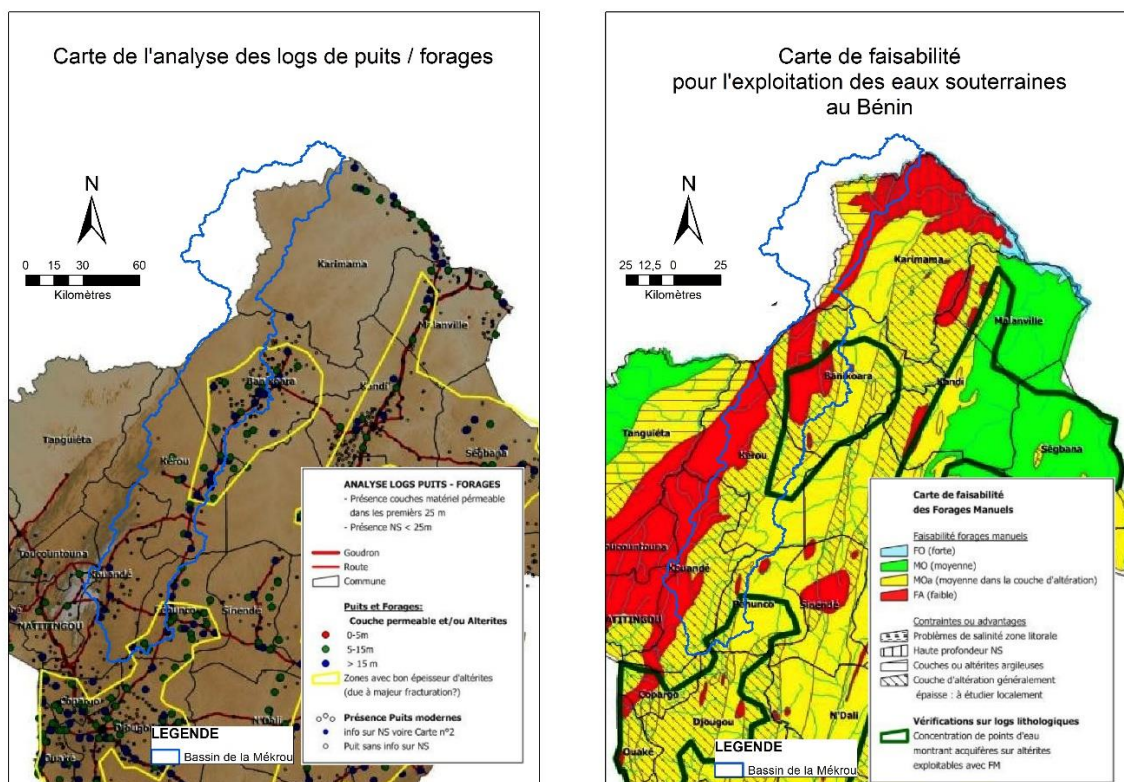 Carte de l'analyse des logs de puits / forages
N
0 15 30 60
Kilomètres
Karimama
Malanville
Banikoara
Kandi
Tanguiéta
Kérou
Ségbana
Toucountouna
Kouandé
NATITINGOU
Péhunco
Sinendé
Copargo
Djougou
N'Dali
Ouaké
ANALYSE LOGS PUITS - FORAGES
- Présence couches matériel pérmeable
dans les premièrs 25 m
- Présence NS < 25m
Goudron
Route
Commune
Puits et Forages:
Couche permeable et/ou Alterites
0-5m
5-15m
> 15 m
Zones avec bon épeisseur d'altérites
(due à majeur fracturation?)
Présence Puits modernes
info sur NS voire Carte n°2
Puit sans info sur NS
LEGENDE
Bassin de la Mékrou
Carte de faisabilité
pour l'exploitation des eaux souterraines
au Bénin
N
25 12,5 0 25
Kilomètres
Karimama
Malanville
Banikoara
Kandi
Tanguiéta
Kérou
Ségbana
Toucountouna
Kouandé
NATITINGOU
Péhunco
Sinendé
Copargo
Djougou
N'Dali
Ouaké
Carte de faisabilité
des Forages Manuels
Faisabilité forages manuels
FO (forte)
MO (moyenne)
MOa (moyenne dans la couche d'altération)
FA (faible)
Contraintes ou advantages
Problèmes de salinité zone litorale
Haute profondeur NS
Couches ou altérites argileuses
Couche d'altération generalement
épaisse : à étudier localement
Vérifications sur logs lithologiques
Concentration de points d'eau
montrant acquifères sur altérites
exploitables avec FM
LEGENDE
Bassin de la Mékrou